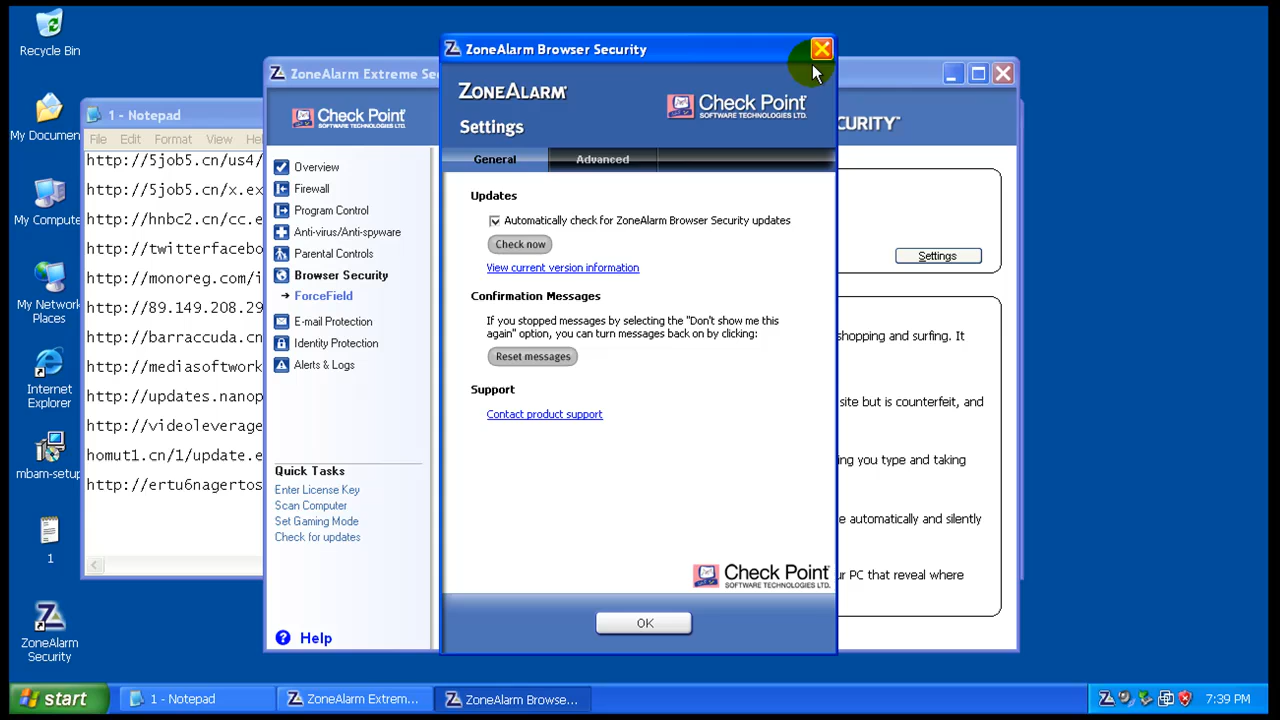 Recycle Bin
My Documen
My Compute
My Network
Places
Internet
Explorer
mbam-setup
1
ZoneAlarm
Security
1 - Notepad
File Edit Format View He
http://5job5.cn/us4/
http://5job5.cn/x.ex
http://hnbc2.cn/cc.e
http://twitterfacebo
http://monoreg.com/i
http://89.149.208.29
http://barraccuda.cn
http://mediasoftwork
http://updates.nanop
http://videoleverage
homut1.cn/1/update.e
http://ertu6nagertos
ZoneAlarm Extreme Se
Check Point
SOFTWARE TECHNOLOGIES LTD.
CURITY
Overview
Firewall
Program Control
Anti-virus/Anti-spyware
Parental Controls
Browser Security
ForceField
E-mail Protection
Identity Protection
Alerts & Logs
Quick Tasks
Enter License Key
Scan Computer
Set Gaming Mode
Check for updates
Help
Settings
shopping and surfing. It
site but is counterfeit, and
ing you type and taking
e automatically and silently
ur PC that reveal where
ZoneAlarm Browser Security
ZONEALARM
Check Point
SOFTWARE TECHNOLOGIES LTD.
Settings
General Advanced
Updates
Automatically check for ZoneAlarm Browser Security updates
Check now
View current version information
Confirmation Messages
If you stopped messages by selecting the "Don't show me this
again" option, you can turn messages back on by clicking:
Reset messages
Support
Contact product support
Check Point
SOFTWARE TECHNOLOGIES LTD.
OK
start 1 - Notepad ZoneAlarm Extrem... ZoneAlarm Browse... 7:39 PM